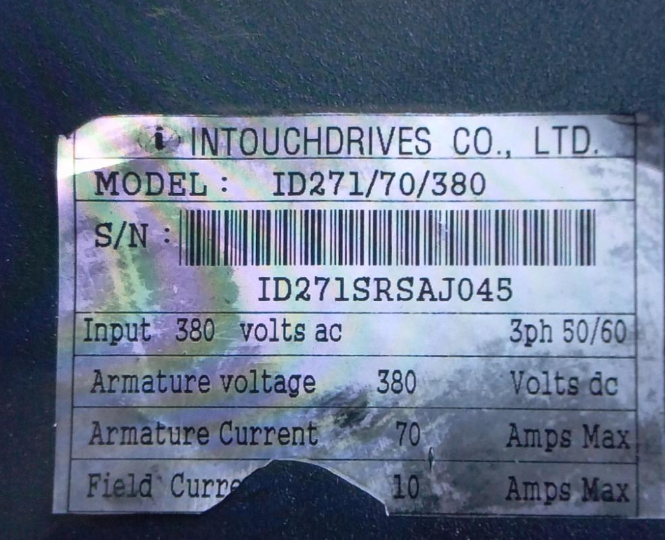 i INTOUCHDRIVES CO., LTD.
MODEL : ID271/70/380
S/N :
ID271SRSAJ045
Input 380 volts ac 3ph 50/60
Armature voltage 380 Volts dc
Armature Current 70 Amps Max
Field 10 Amps Max